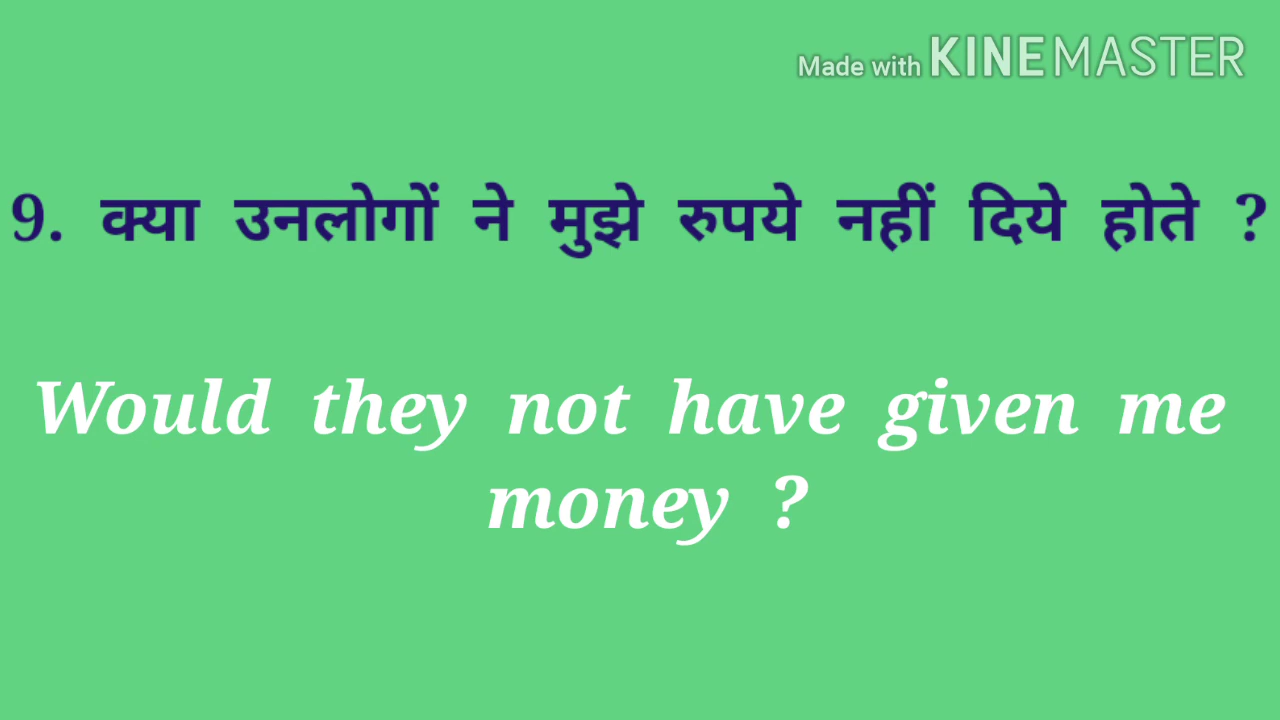 Made with KINEMASTER
9. क्या उनलोगों ने मुझे रुपये नहीं दिये होते ?
Would they not have given me
money ?